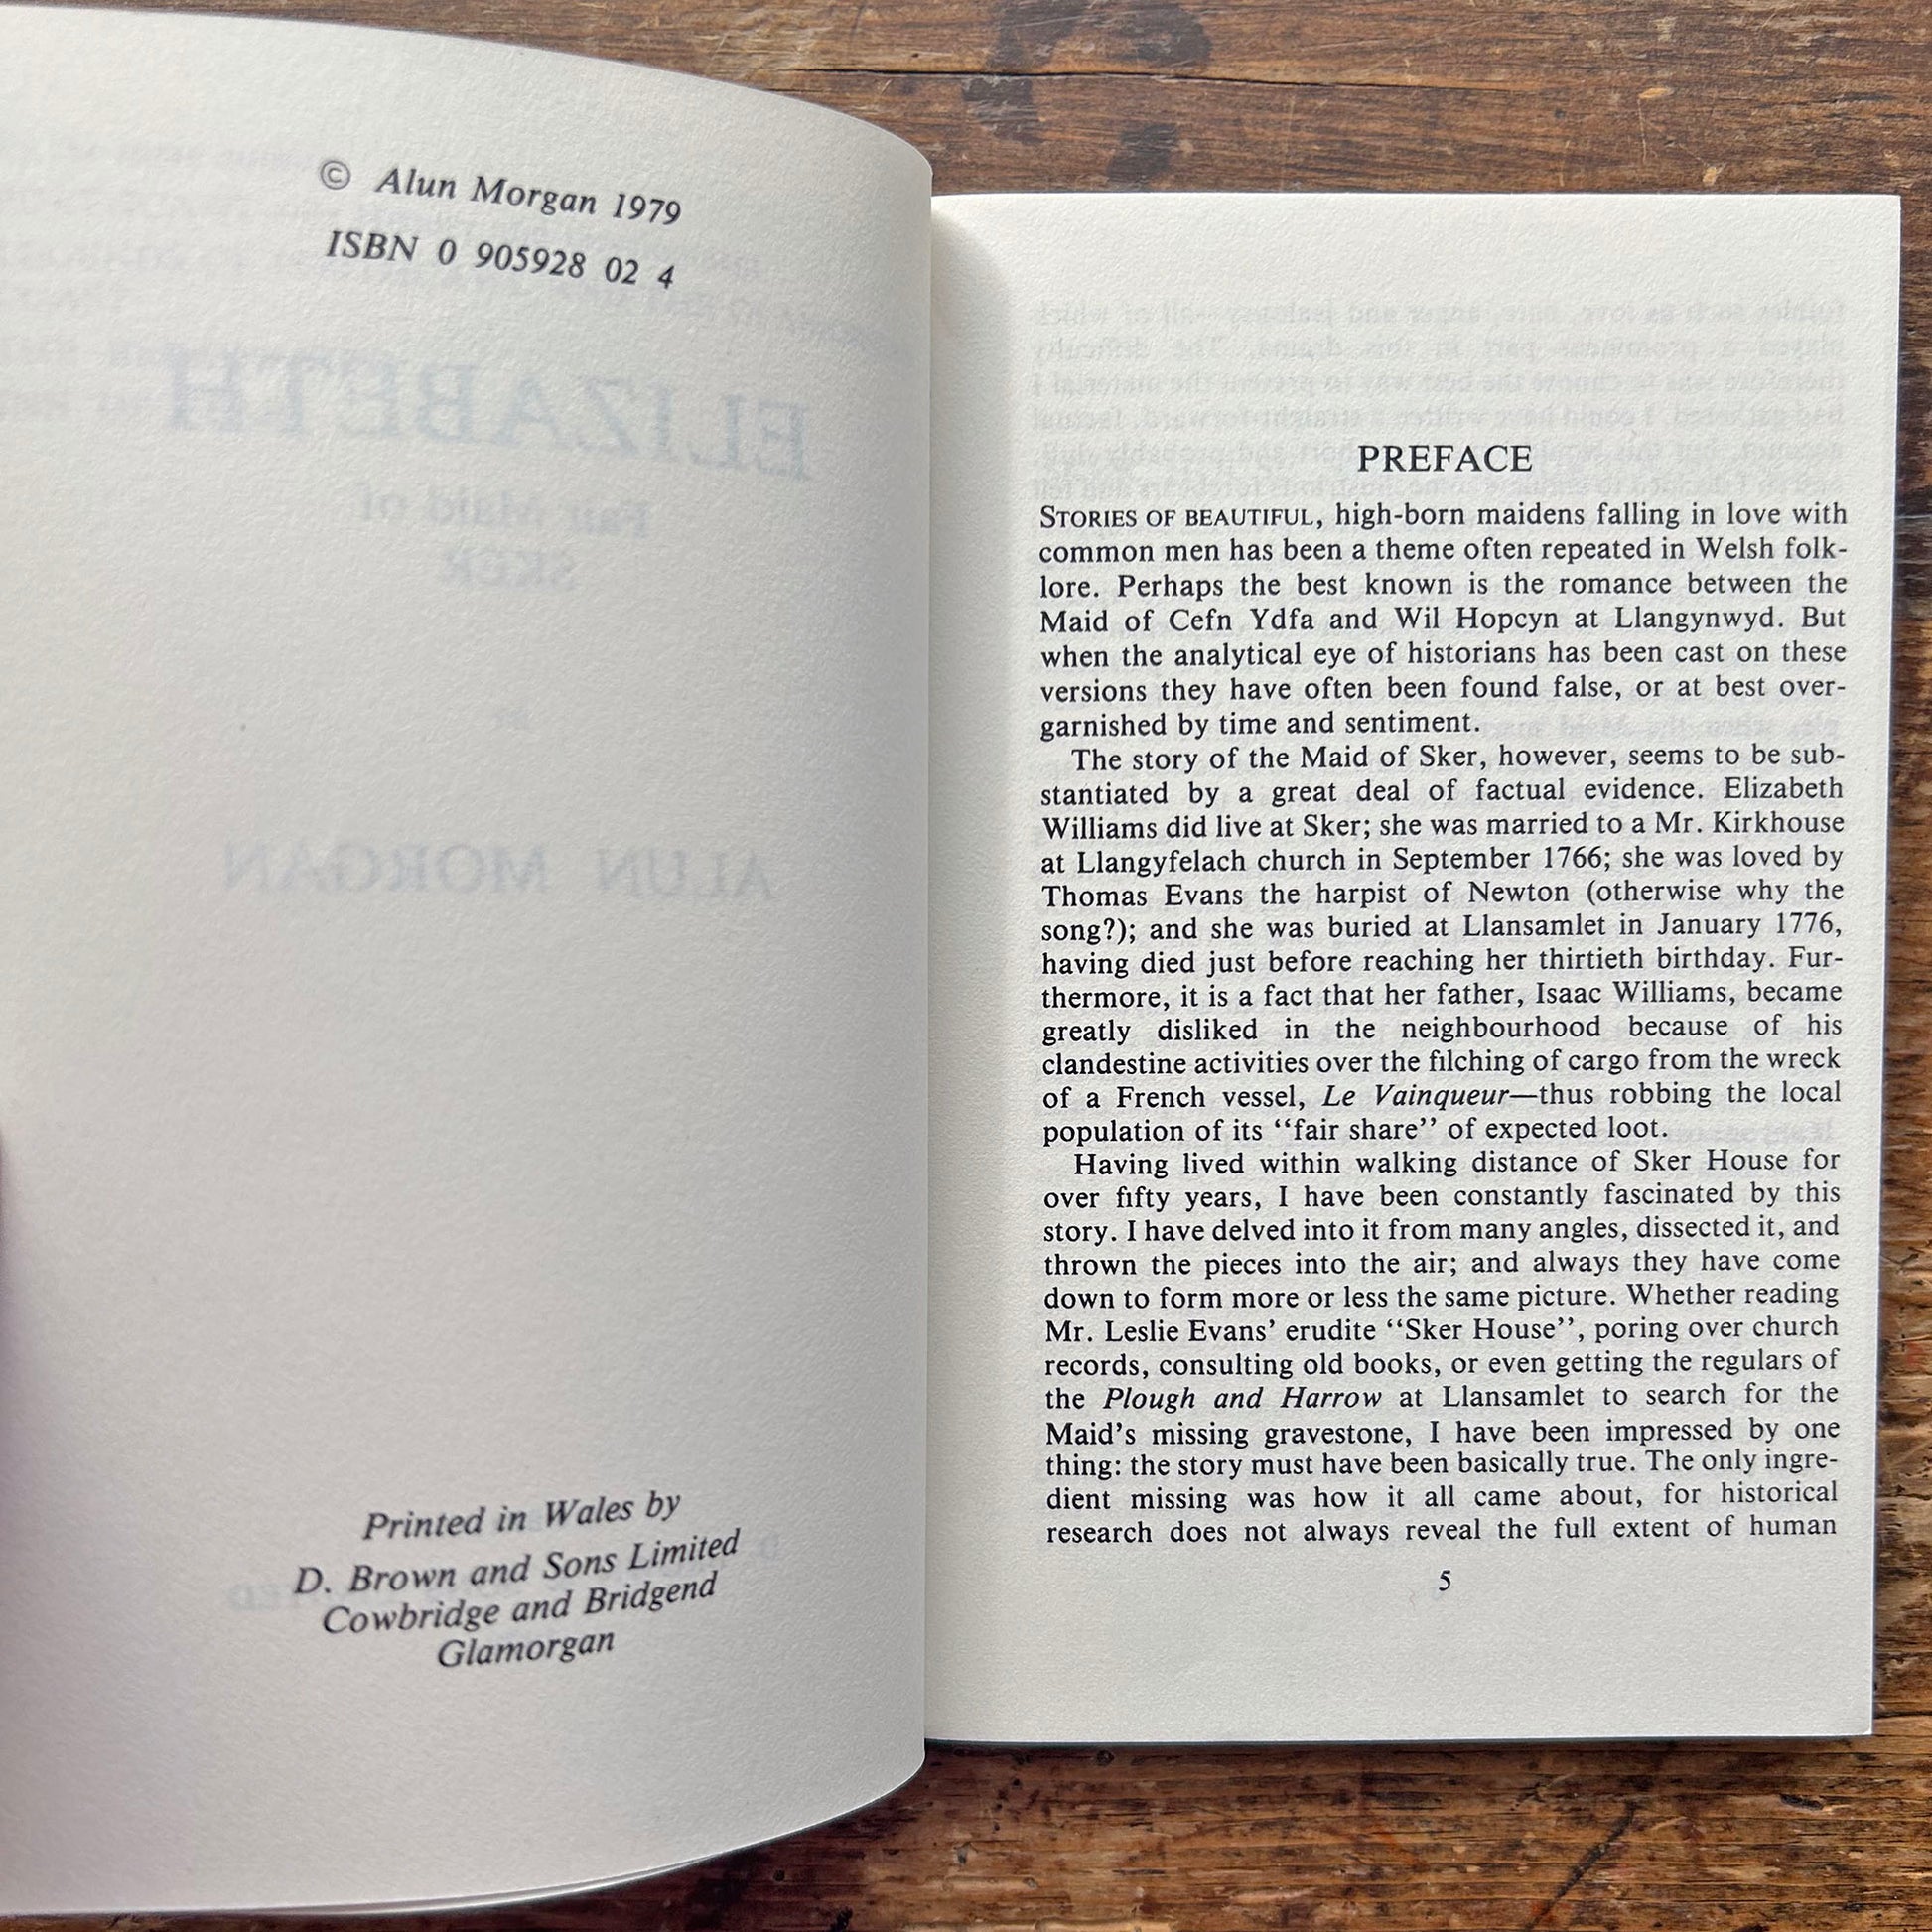 © Alun Morgan 1979
ISBN 0 905928 02 4
ELIZABETH
Fair Maid of
SKER
ALUN MORGAN
Printed in Wales by
D. Brown and Sons Limited
Cowbridge and Bridgend
Glamorgan
PREFACE
STORIES OF BEAUTIFUL, high-born maidens falling in love with
common men has been a theme often repeated in Welsh folk-
lore. Perhaps the best known is the romance between the
Maid of Cefn Ydfa and Wil Hopcyn at Llangynwyd. But
when the analytical eye of historians has been cast on these
versions they have often been found false, or at best over-
garnished by time and sentiment.
The story of the Maid of Sker, however, seems to be sub-
stantiated by a great deal of factual evidence. Elizabeth
Williams did live at Sker; she was married to a Mr. Kirkhouse
at Llangyfelach church in September 1766; she was loved by
Thomas Evans the harpist of Newton (otherwise why the
song?); and she was buried at Llansamlet in January 1776,
having died just before reaching her thirtieth birthday. Fur-
thermore, it is a fact that her father, Isaac Williams, became
greatly disliked in the neighbourhood because of his
clandestine activities over the filching of cargo from the wreck
of a French vessel, Le Vainqueur—thus robbing the local
population of its ‘‘fair share’’ of expected loot.
Having lived within walking distance of Sker House for
over fifty years, I have been constantly fascinated by this
story. I have delved into it from many angles, dissected it, and
thrown the pieces into the air; and always they have come
down to form more or less the same picture. Whether reading
Mr. Leslie Evans’ erudite ‘‘Sker House’’, poring over church
records, consulting old books, or even getting the regulars of
the Plough and Harrow at Llansamlet to search for the
Maid’s missing gravestone, I have been impressed by one
thing: the story must have been basically true. The only ingre-
dient missing was how it all came about, for historical
research does not always reveal the full extent of human
5